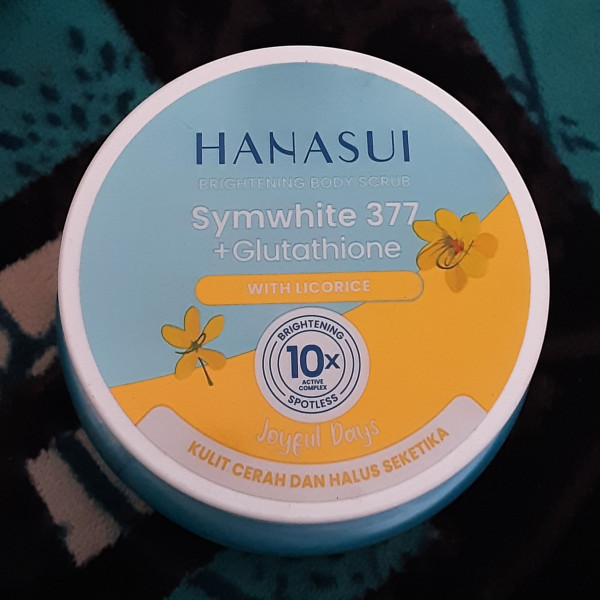 HANASUI
BRIGHTENING BODY SCRUB
Symwhite 377
+Glutathione
WITH LICORICE
BRIGHTENING
10x
ACTIVE
COMPLEX
SPOTLESS
Joyful Days
KULIT CERAH DAN HALUS SEKETIKA